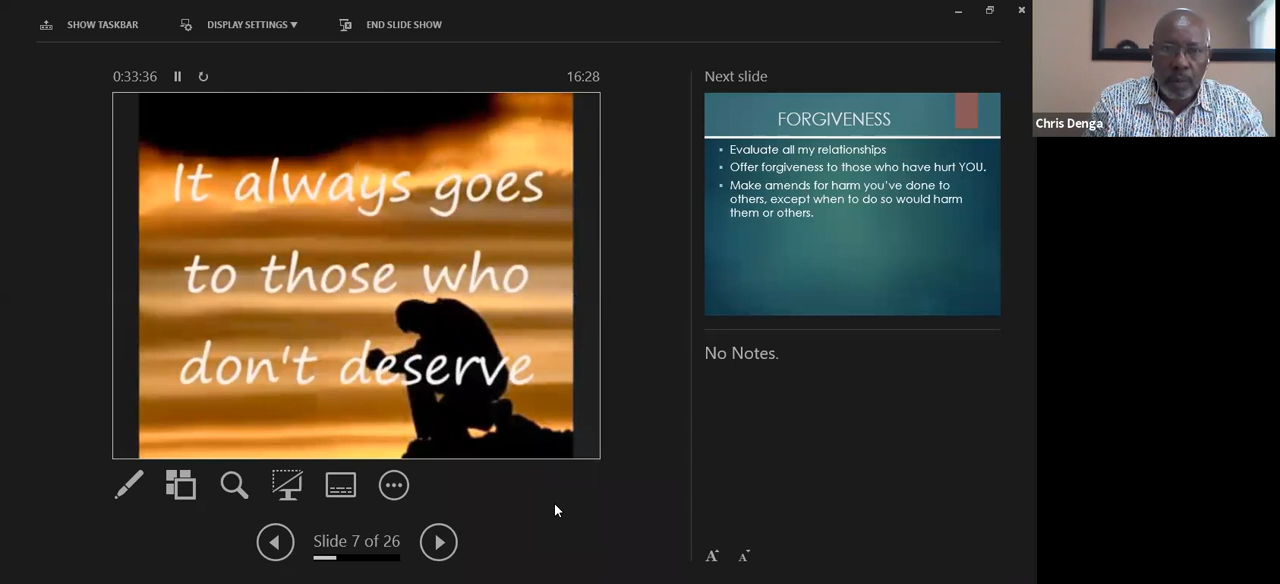 SHOW TASKBAR
DISPLAY SETTINGS ▼
END SLIDE SHOW
0:33:36
16:28
It always goes
to those who
don't deserve
Slide 7 of 26
Next slide
FORGIVENESS
▪ Evaluate all my relationships
▪ Offer forgiveness to those who have hurt YOU.
▪ Make amends for harm you've done to
others, except when to do so would harm
them or others.
No Notes.
A A
Chris Denga